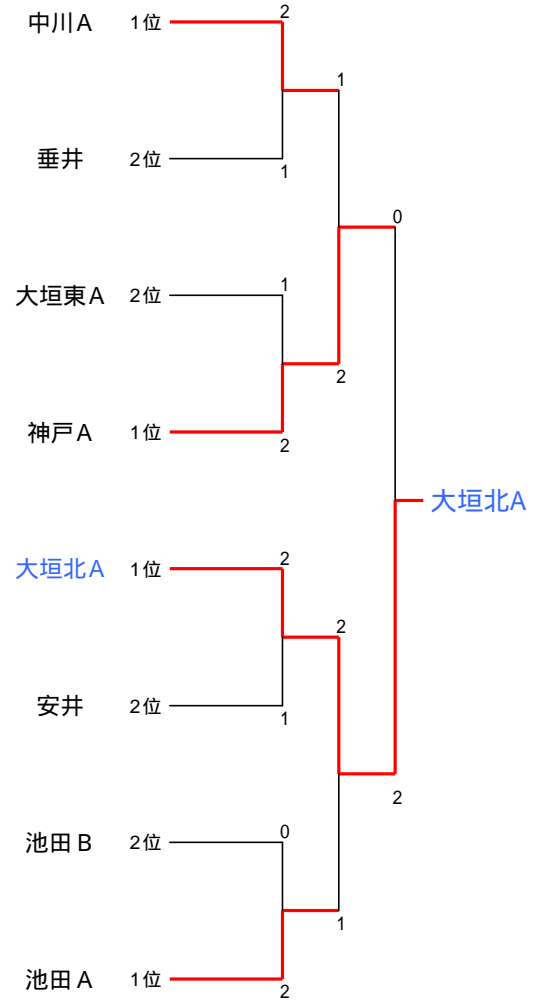 中川A 1位 2
1
垂井 2位 1
0
大垣東A 2位 1
2
神戸A 1位 2
大垣北A
大垣北A 1位 2
2
安井 2位 1
2
池田B 2位 0
1
池田A 1位 2